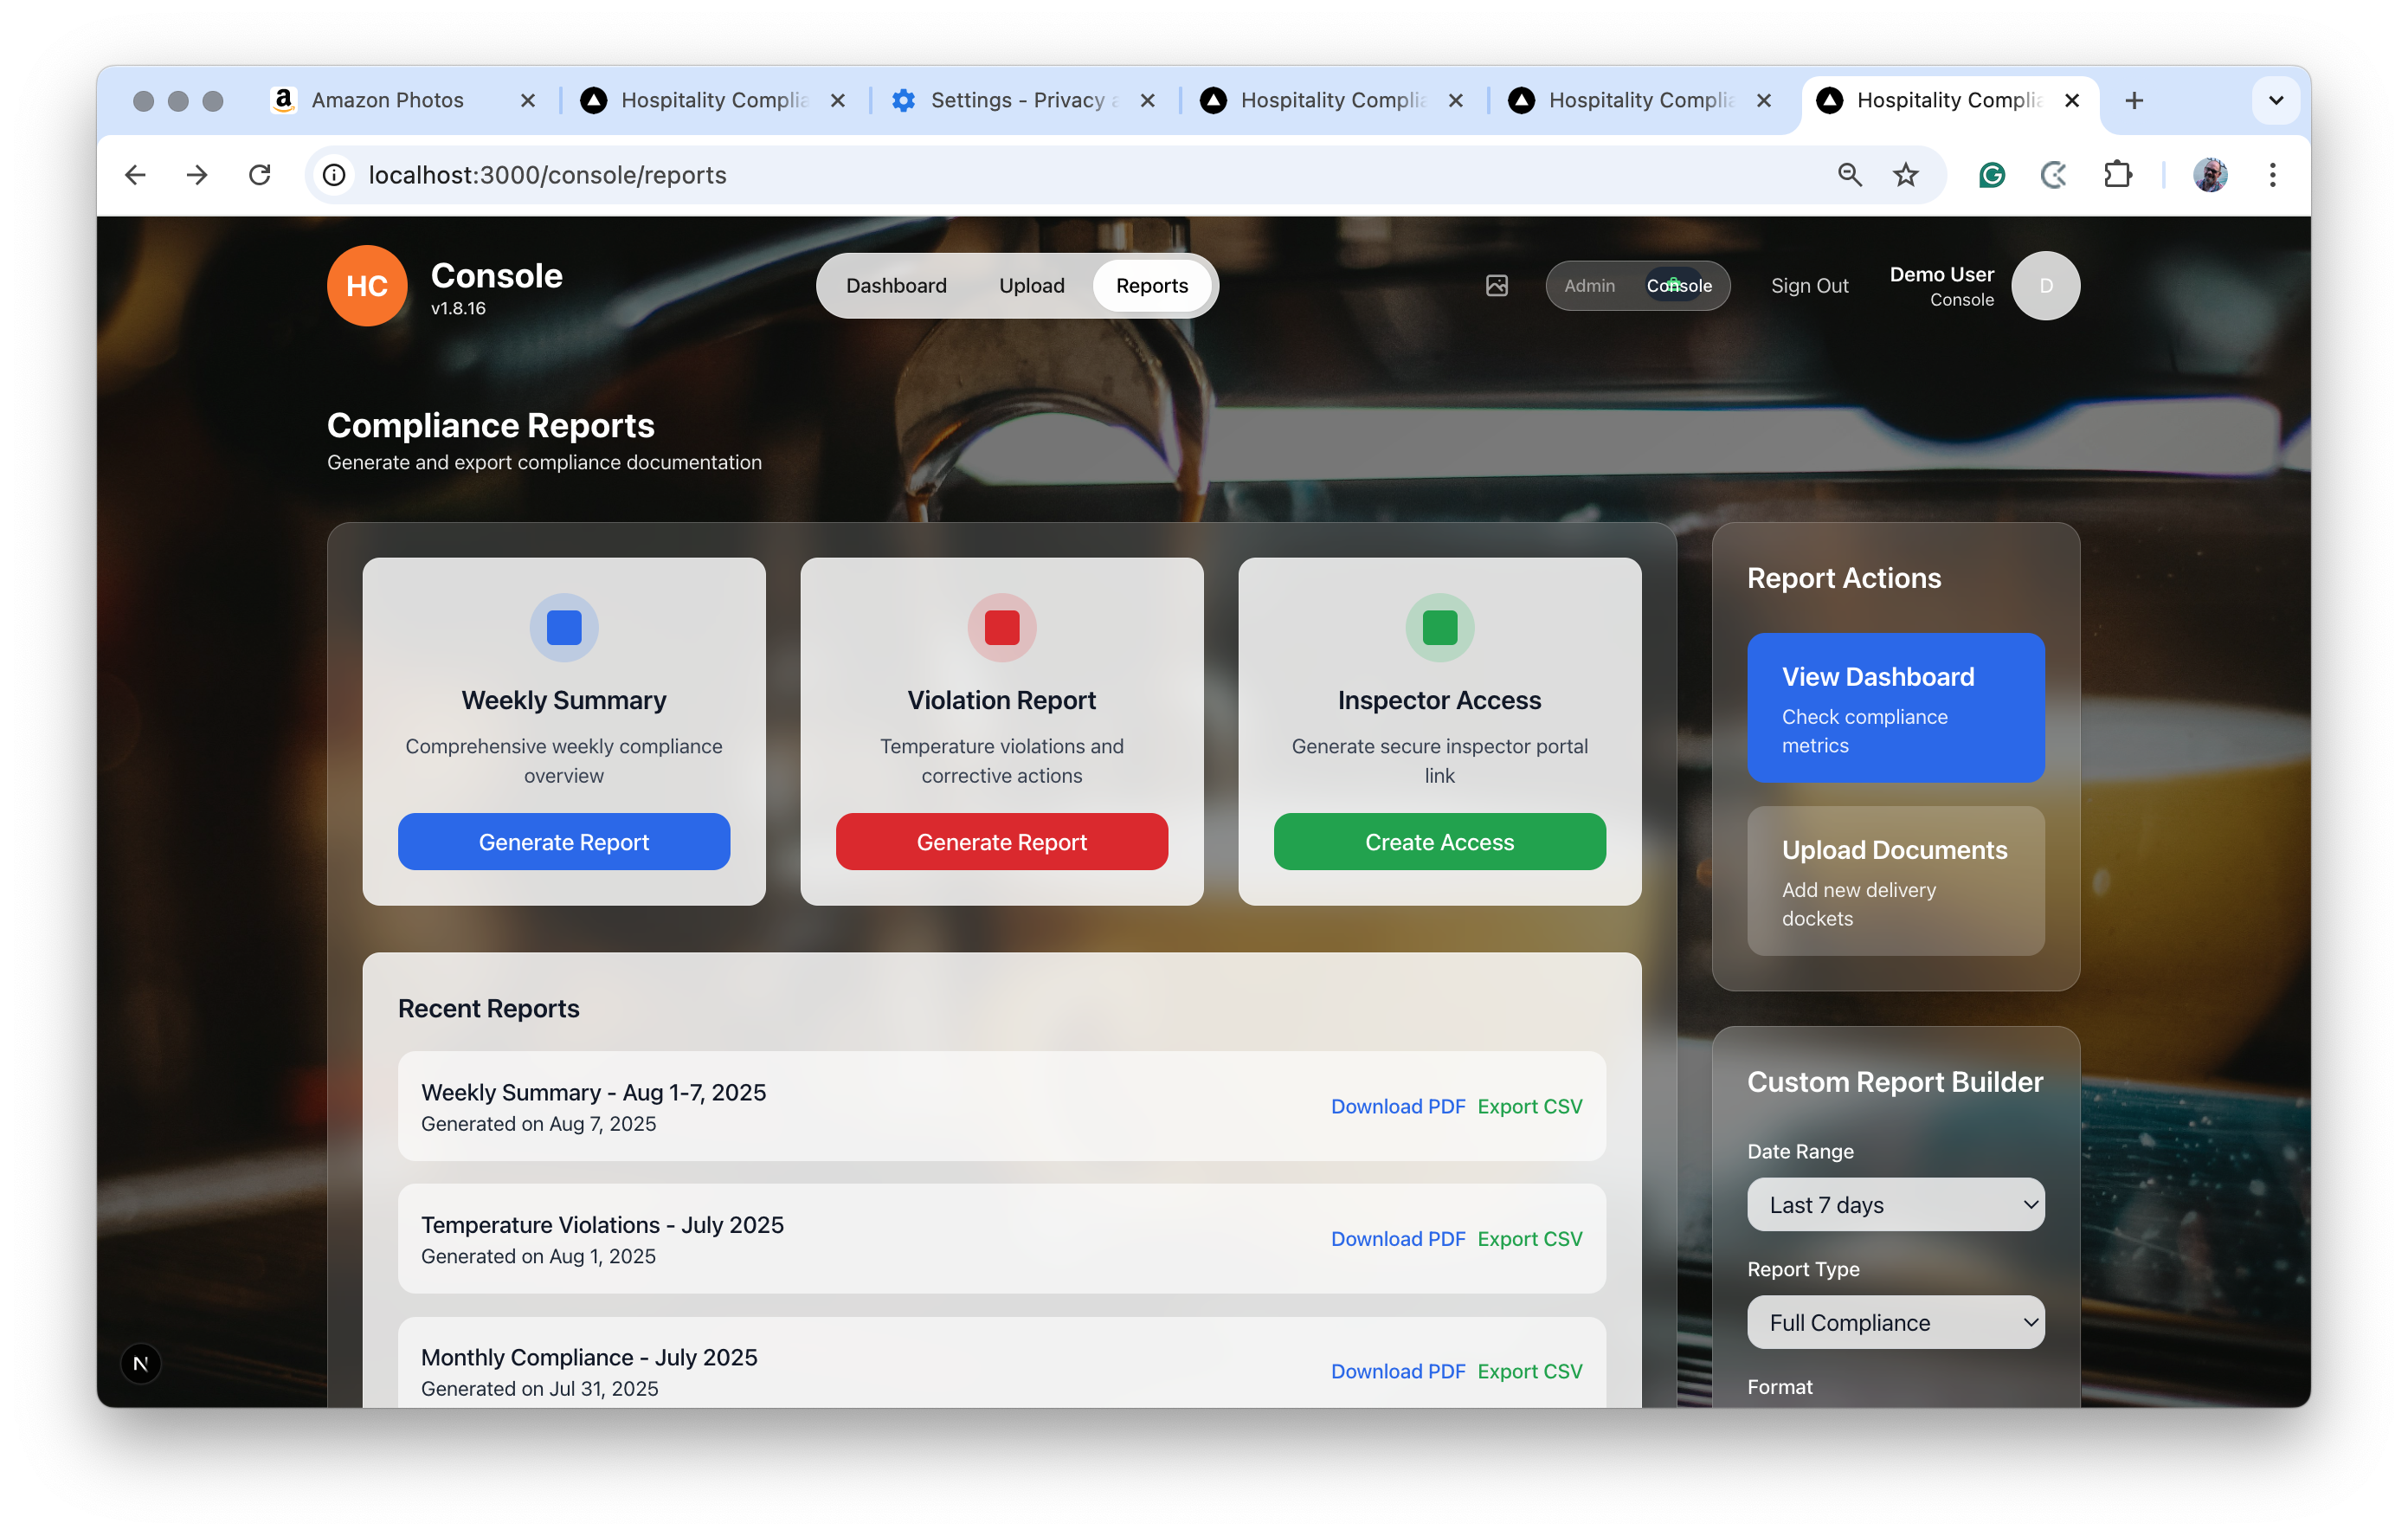 Amazon Photos
Hospitality Complia
Settings - Privacy a
Hospitality Complia
Hospitality Complia
Hospitality Complia
localhost:3000/console/reports
HC
Console
v1.8.16
Dashboard
Upload
Reports
Admin
Console
Sign Out
Demo User
Console
D
Compliance Reports
Generate and export compliance documentation
Weekly Summary
Comprehensive weekly compliance
overview
Generate Report
Violation Report
Temperature violations and
corrective actions
Generate Report
Inspector Access
Generate secure inspector portal
link
Create Access
Report Actions
View Dashboard
Check compliance
metrics
Upload Documents
Add new delivery
dockets
Recent Reports
Weekly Summary - Aug 1-7, 2025
Generated on Aug 7, 2025
Download PDF Export CSV
Temperature Violations - July 2025
Generated on Aug 1, 2025
Download PDF Export CSV
Monthly Compliance - July 2025
Generated on Jul 31, 2025
Download PDF Export CSV
Custom Report Builder
Date Range
Last 7 days
Report Type
Full Compliance
Format
N